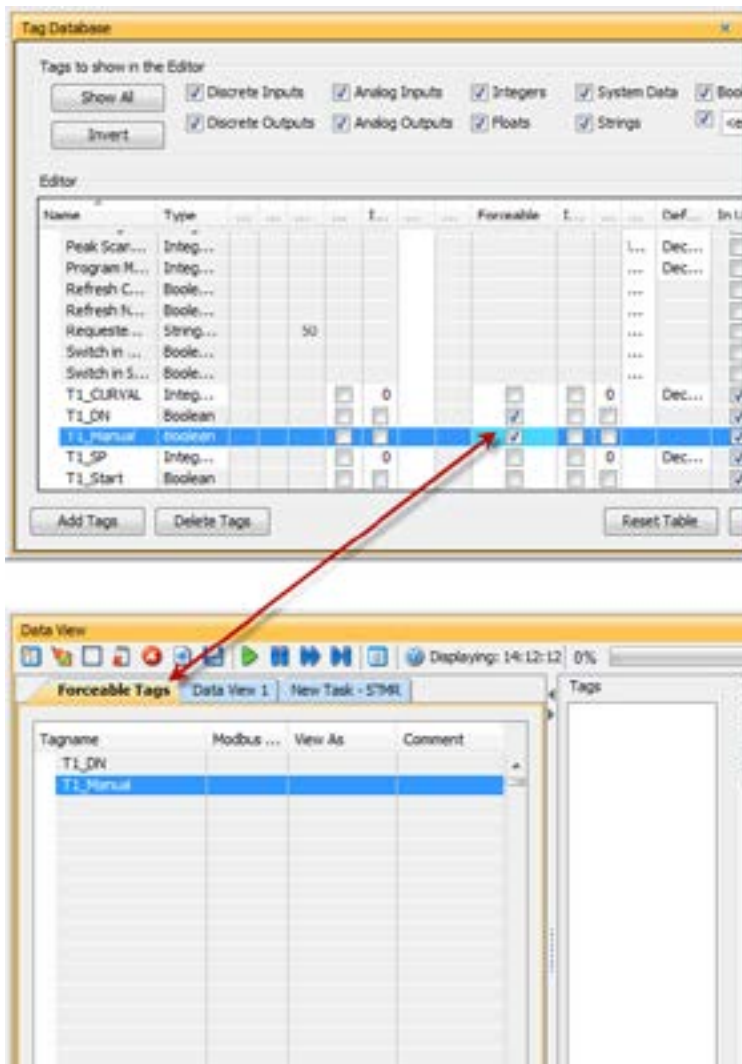 Tag Database
Tags to show in the Editor
Show All Discrete Inputs Analog Inputs Integers System Data Bool
Invert Discrete Outputs Analog Outputs Floats Strings <e
Editor
Name Type ... ... ... ... I... ... ... Forceable I... ... ... Def... In U
Peak Scan... Integ... \... Dec...
Program M... Integ... ... Dec...
Refresh C... Boole... ...
Refresh N... Boole... ...
Requeste... String... 50 ...
Switch in ... Boole... ...
Switch in S... Boole... ...
T1_CURVAL Integ... 0 0 Dec...
T1_DN Boolean
T1_Manual Boolean
T1_SP Integ... 0 0 Dec...
T1_Start Boolean
Add Tags Delete Tags Reset Table
Data View
Displaying: 14:12:12 0%
Forceable Tags Data View 1 New Task - STMR Tags
Tagname Modbus ... View As Comment
T1_DN
T1_Manual